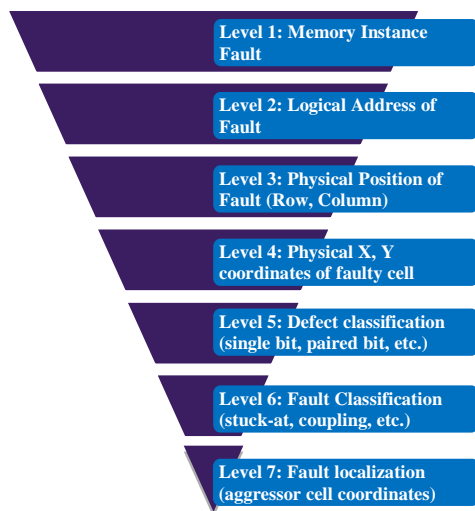 Level 1: Memory Instance
Fault
Level 2: Logical Address of
Fault
Level 3: Physical Position of
Fault (Row, Column)
Level 4: Physical X, Y
coordinates of faulty cell
Level 5: Defect classification
(single bit, paired bit, etc.)
Level 6: Fault Classification
(stuck-at, coupling, etc.)
Level 7: Fault localization
(aggressor cell coordinates)